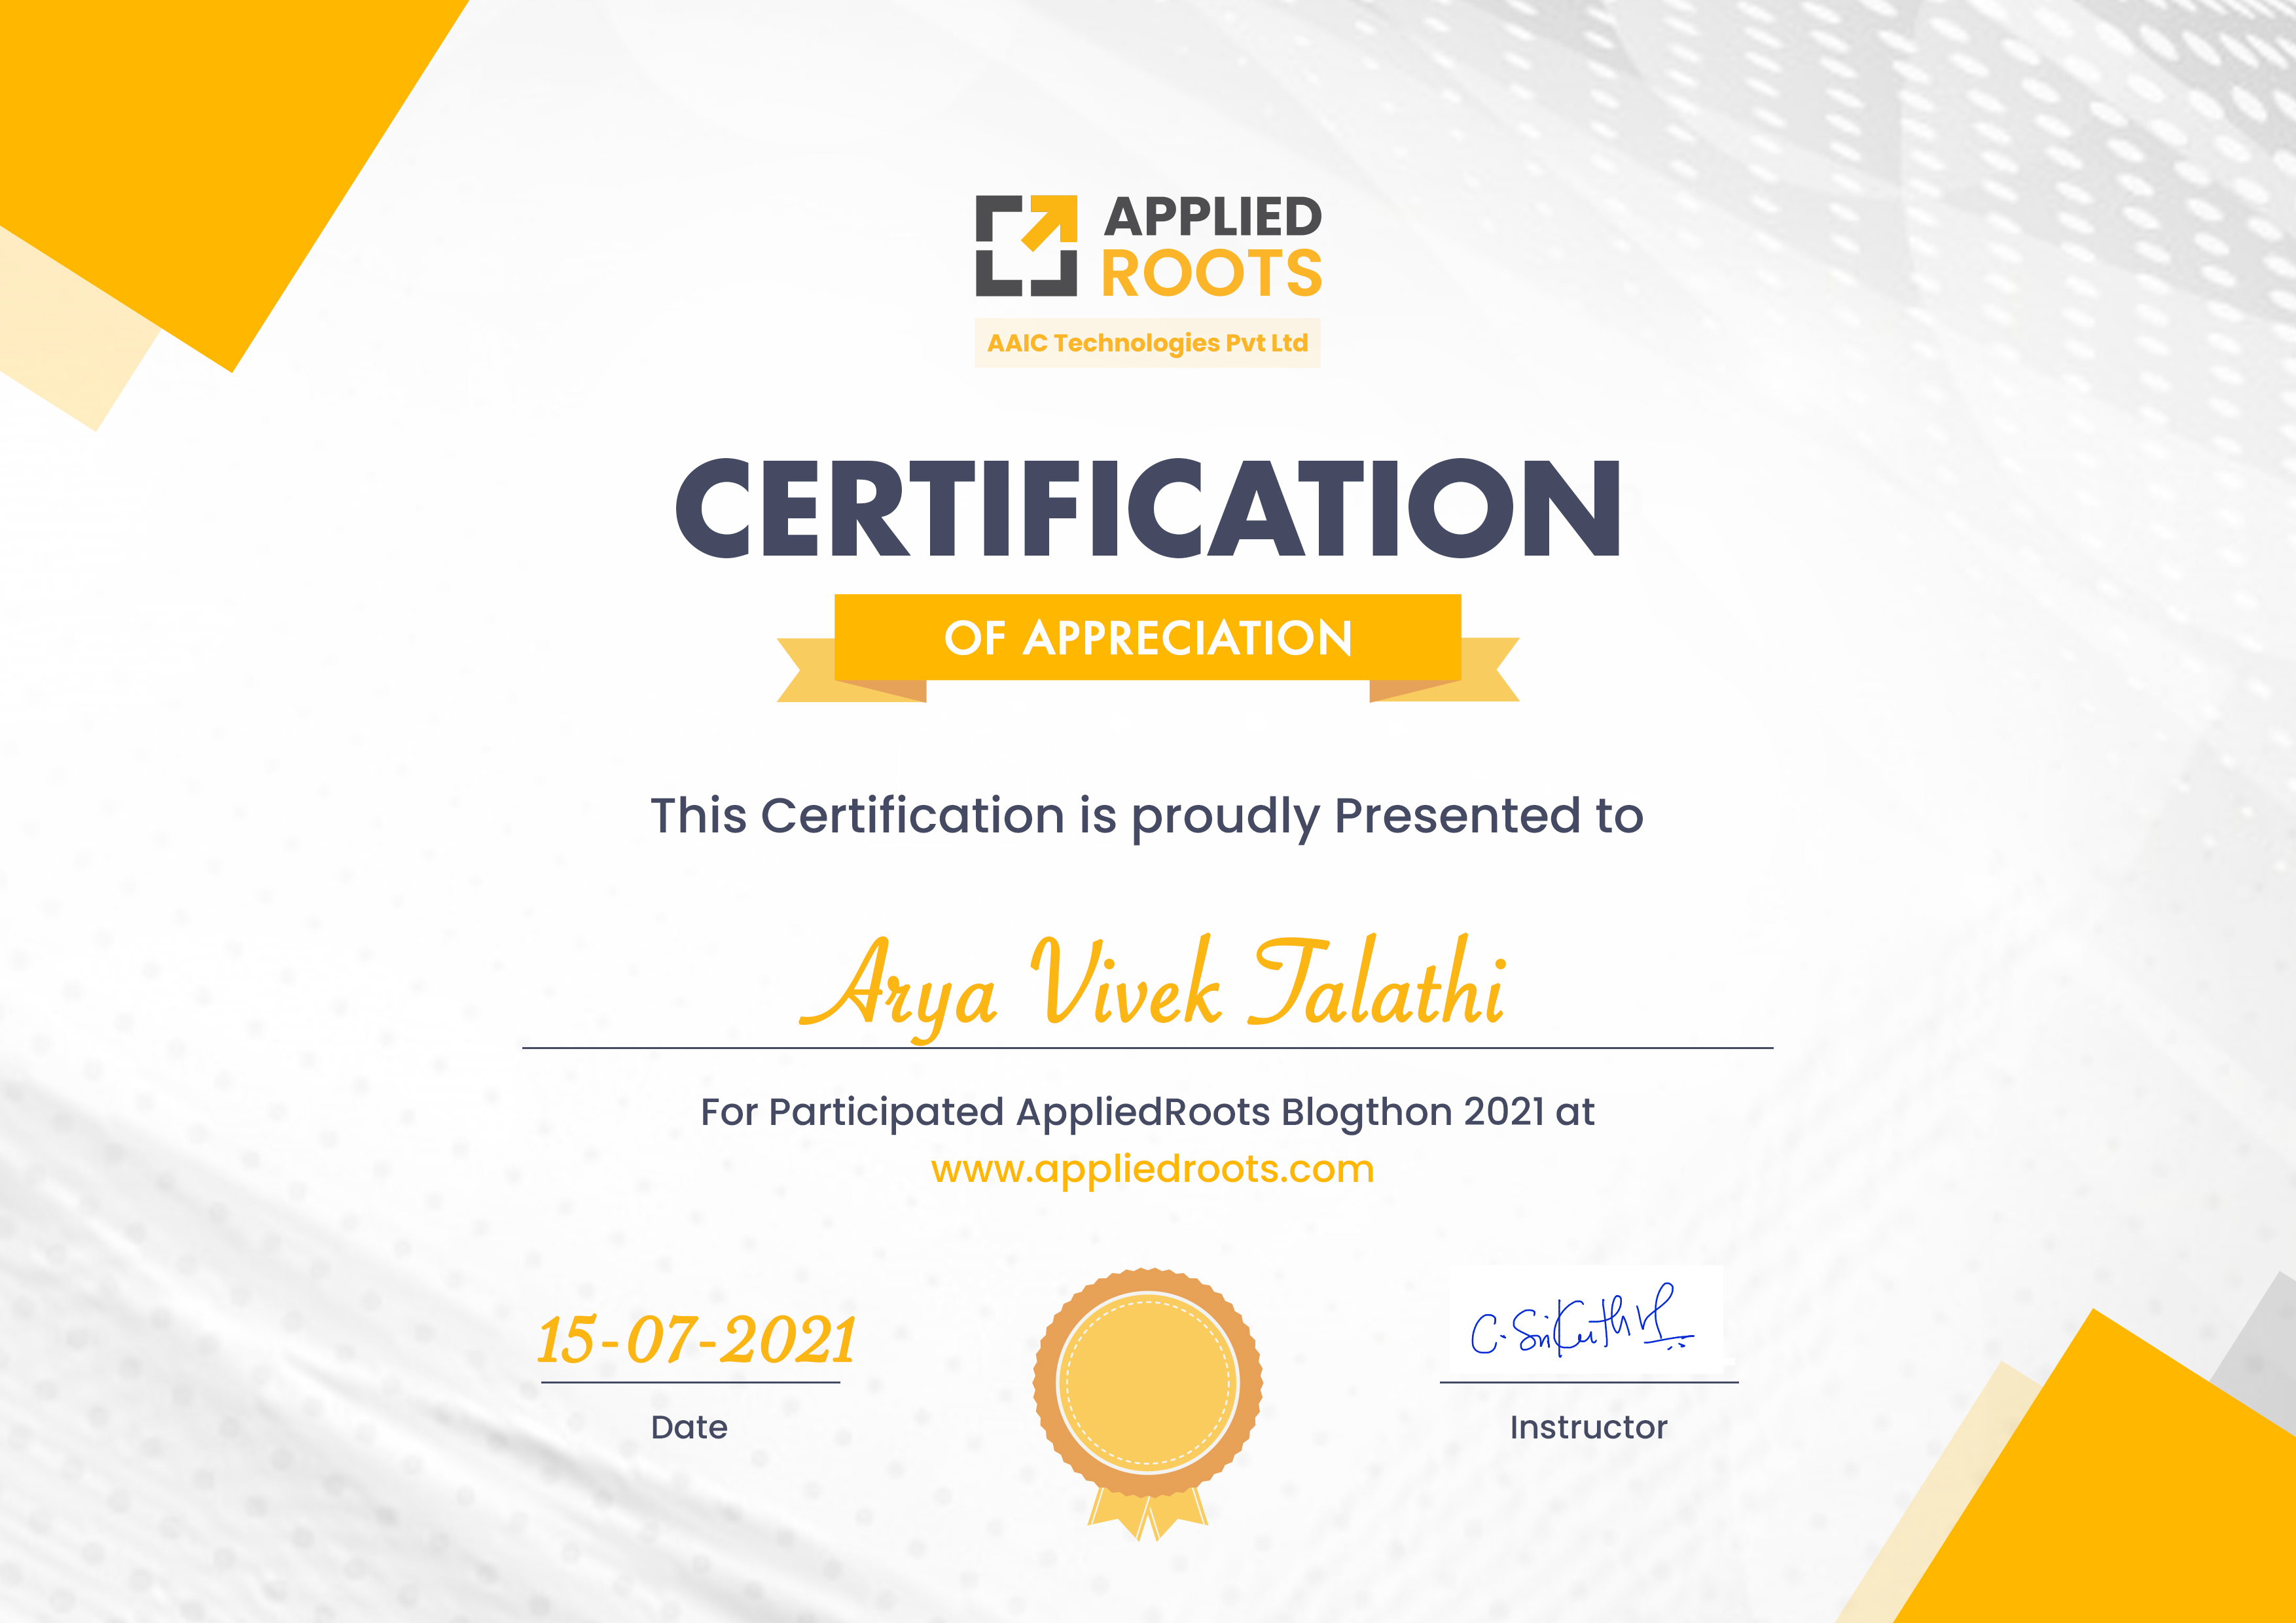 APPLIED
ROOTS
AAIC Technologies Pvt Ltd
CERTIFICATION
OF APPRECIATION
This Certification is proudly Presented to
Arya Vivek Talathi
For Participated AppliedRoots Blogthon 2021 at
www.appliedroots.com
15-07-2021
Date
Instructor